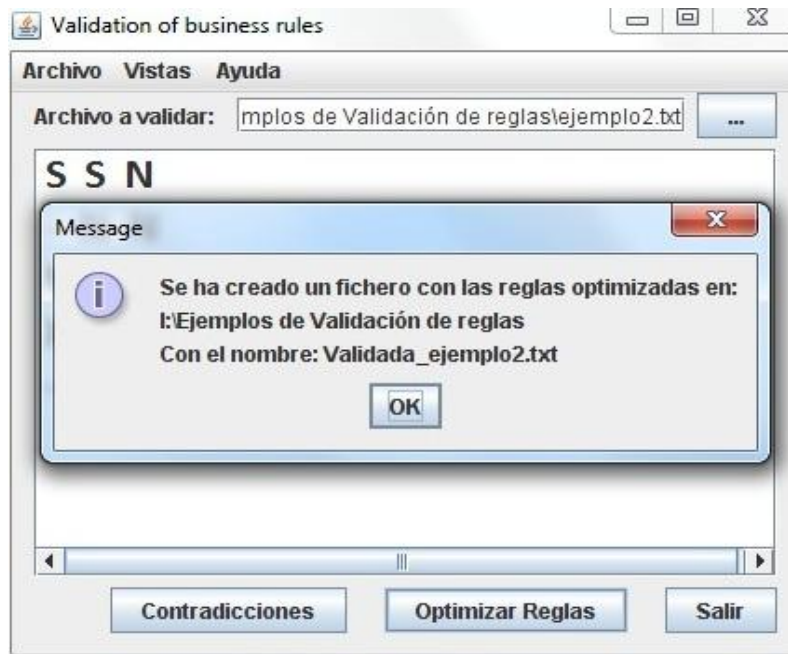 Validation of business rules
Archivo Vistas Ayuda
Archivo a validar: mplos de Validación de reglas\ejemplo2.txt ...
S S N
Message
Se ha creado un fichero con las reglas optimizadas en:
I:\Ejemplos de Validación de reglas
Con el nombre: Validada_ejemplo2.txt
OK
Contradicciones Optimizar Reglas Salir